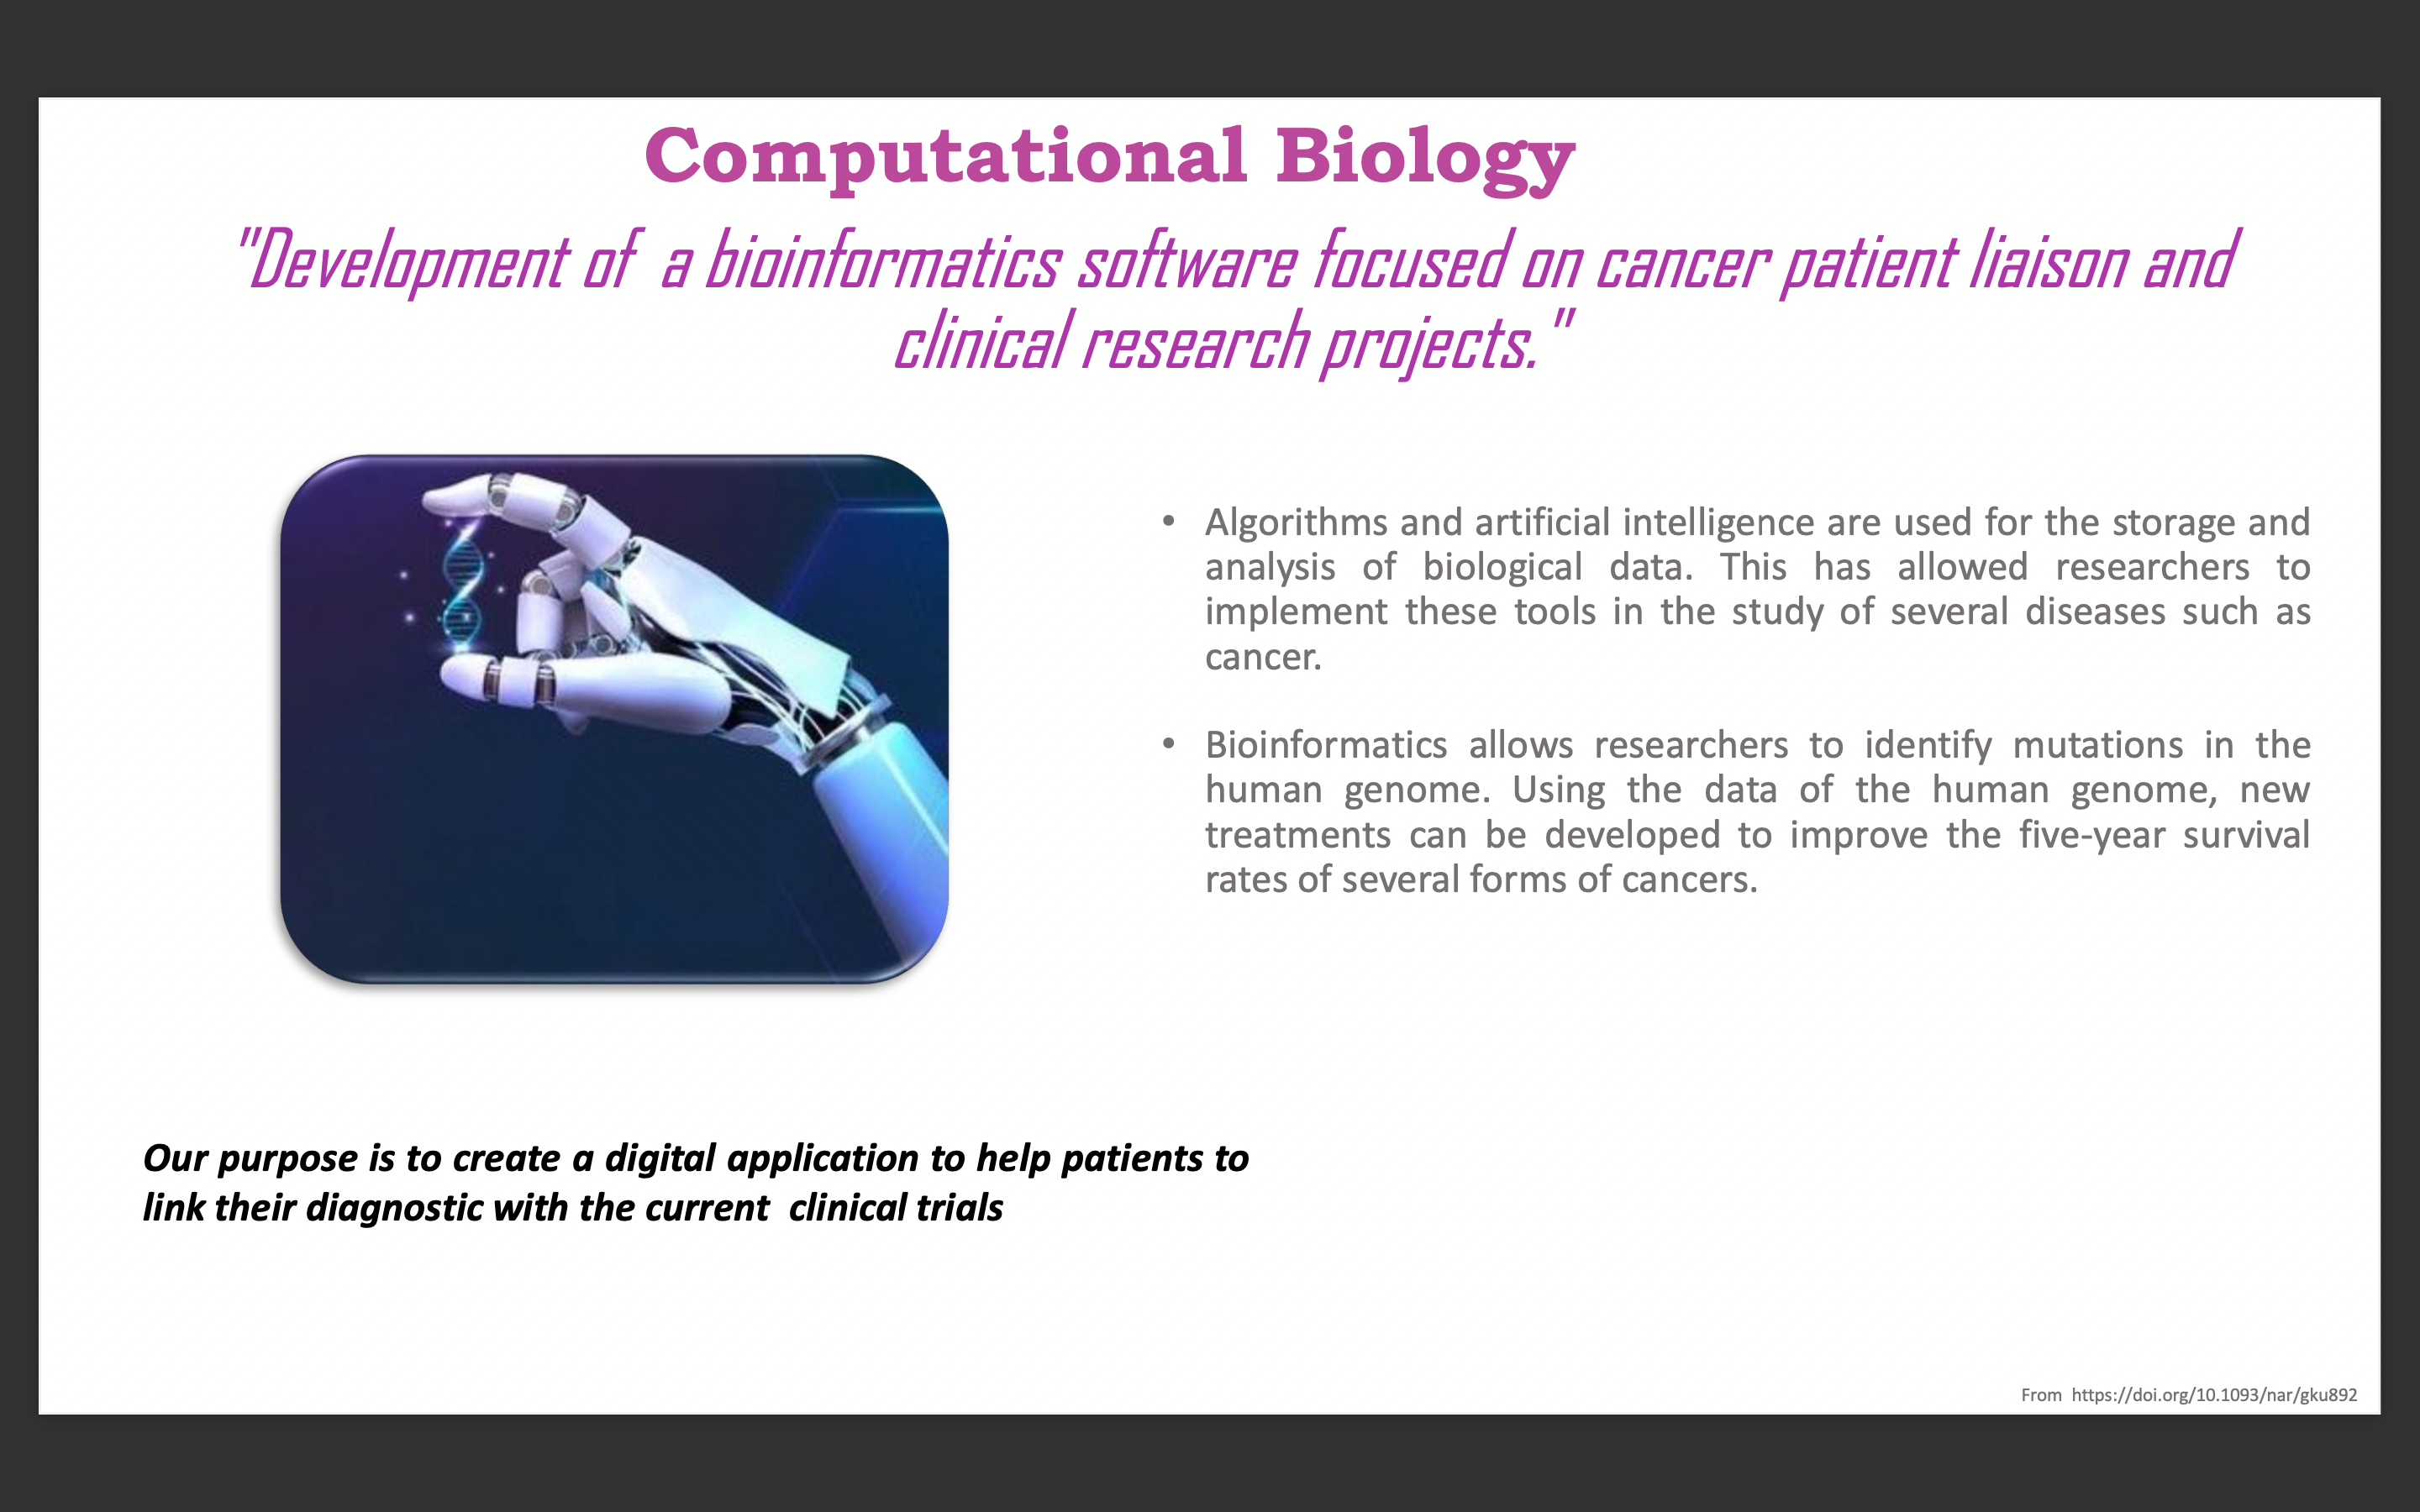 Computational Biology
"Development of  a bioinformatics software focused on cancer patient liaison and
clinical research projects."
• Algorithms and artificial intelligence are used for the storage and
analysis of biological data. This has allowed researchers to
implement these tools in the study of several diseases such as
cancer.
• Bioinformatics allows researchers to identify mutations in the
human genome. Using the data of the human genome, new
treatments can be developed to improve the five-year survival
rates of several forms of cancers.
Our purpose is to create a digital application to help patients to
link their diagnostic with the current  clinical trials
From  https://doi.org/10.1093/nar/gku892